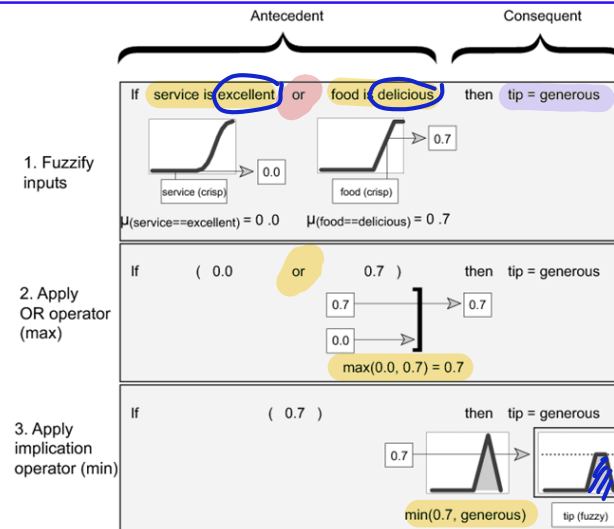 Antecedent Consequent
If service is excellent or food is delicious then tip = generous
1. Fuzzify
inputs
0.7
0.0
service (crisp) food (crisp)
μ(service==excellent) = 0 .0 μ(food==delicious) = 0 .7
If ( 0.0 or 0.7 ) then tip = generous
2. Apply
OR operator
(max)
0.7 0.7
0.0
max(0.0, 0.7) = 0.7
If ( 0.7 ) then tip = generous
3. Apply
implication
operator (min)
0.7
min(0.7, generous) tip (fuzzy)